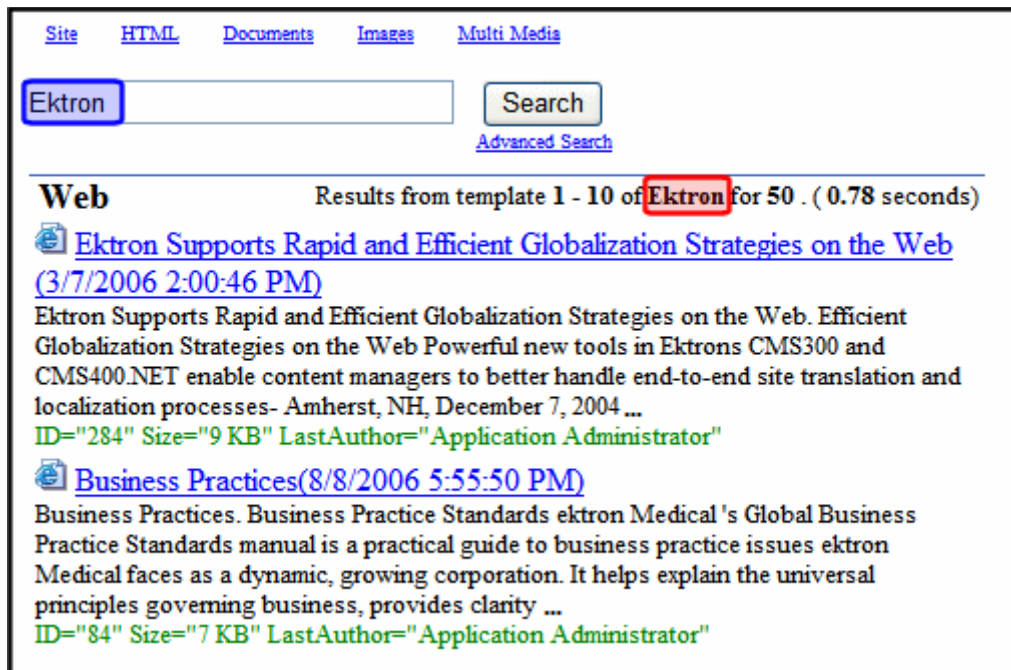 Site HTML Documents Images Multi Media
Ektron Search
Advanced Search
Web Results from template 1 - 10 of Ektron for 50 . ( 0.78 seconds)
Ektron Supports Rapid and Efficient Globalization Strategies on the Web
(3/7/2006 2:00:46 PM)
Ektron Supports Rapid and Efficient Globalization Strategies on the Web. Efficient
Globalization Strategies on the Web Powerful new tools in Ektrons CMS300 and
CMS400.NET enable content managers to better handle end-to-end site translation and
localization processes- Amherst, NH, December 7, 2004 ...
ID="284" Size="9 KB" LastAuthor="Application Administrator"
Business Practices(8/8/2006 5:55:50 PM)
Business Practices. Business Practice Standards ektron Medical 's Global Business
Practice Standards manual is a practical guide to business practice issues ektron
Medical faces as a dynamic, growing corporation. It helps explain the universal
principles governing business, provides clarity ...
ID="84" Size="7 KB" LastAuthor="Application Administrator"